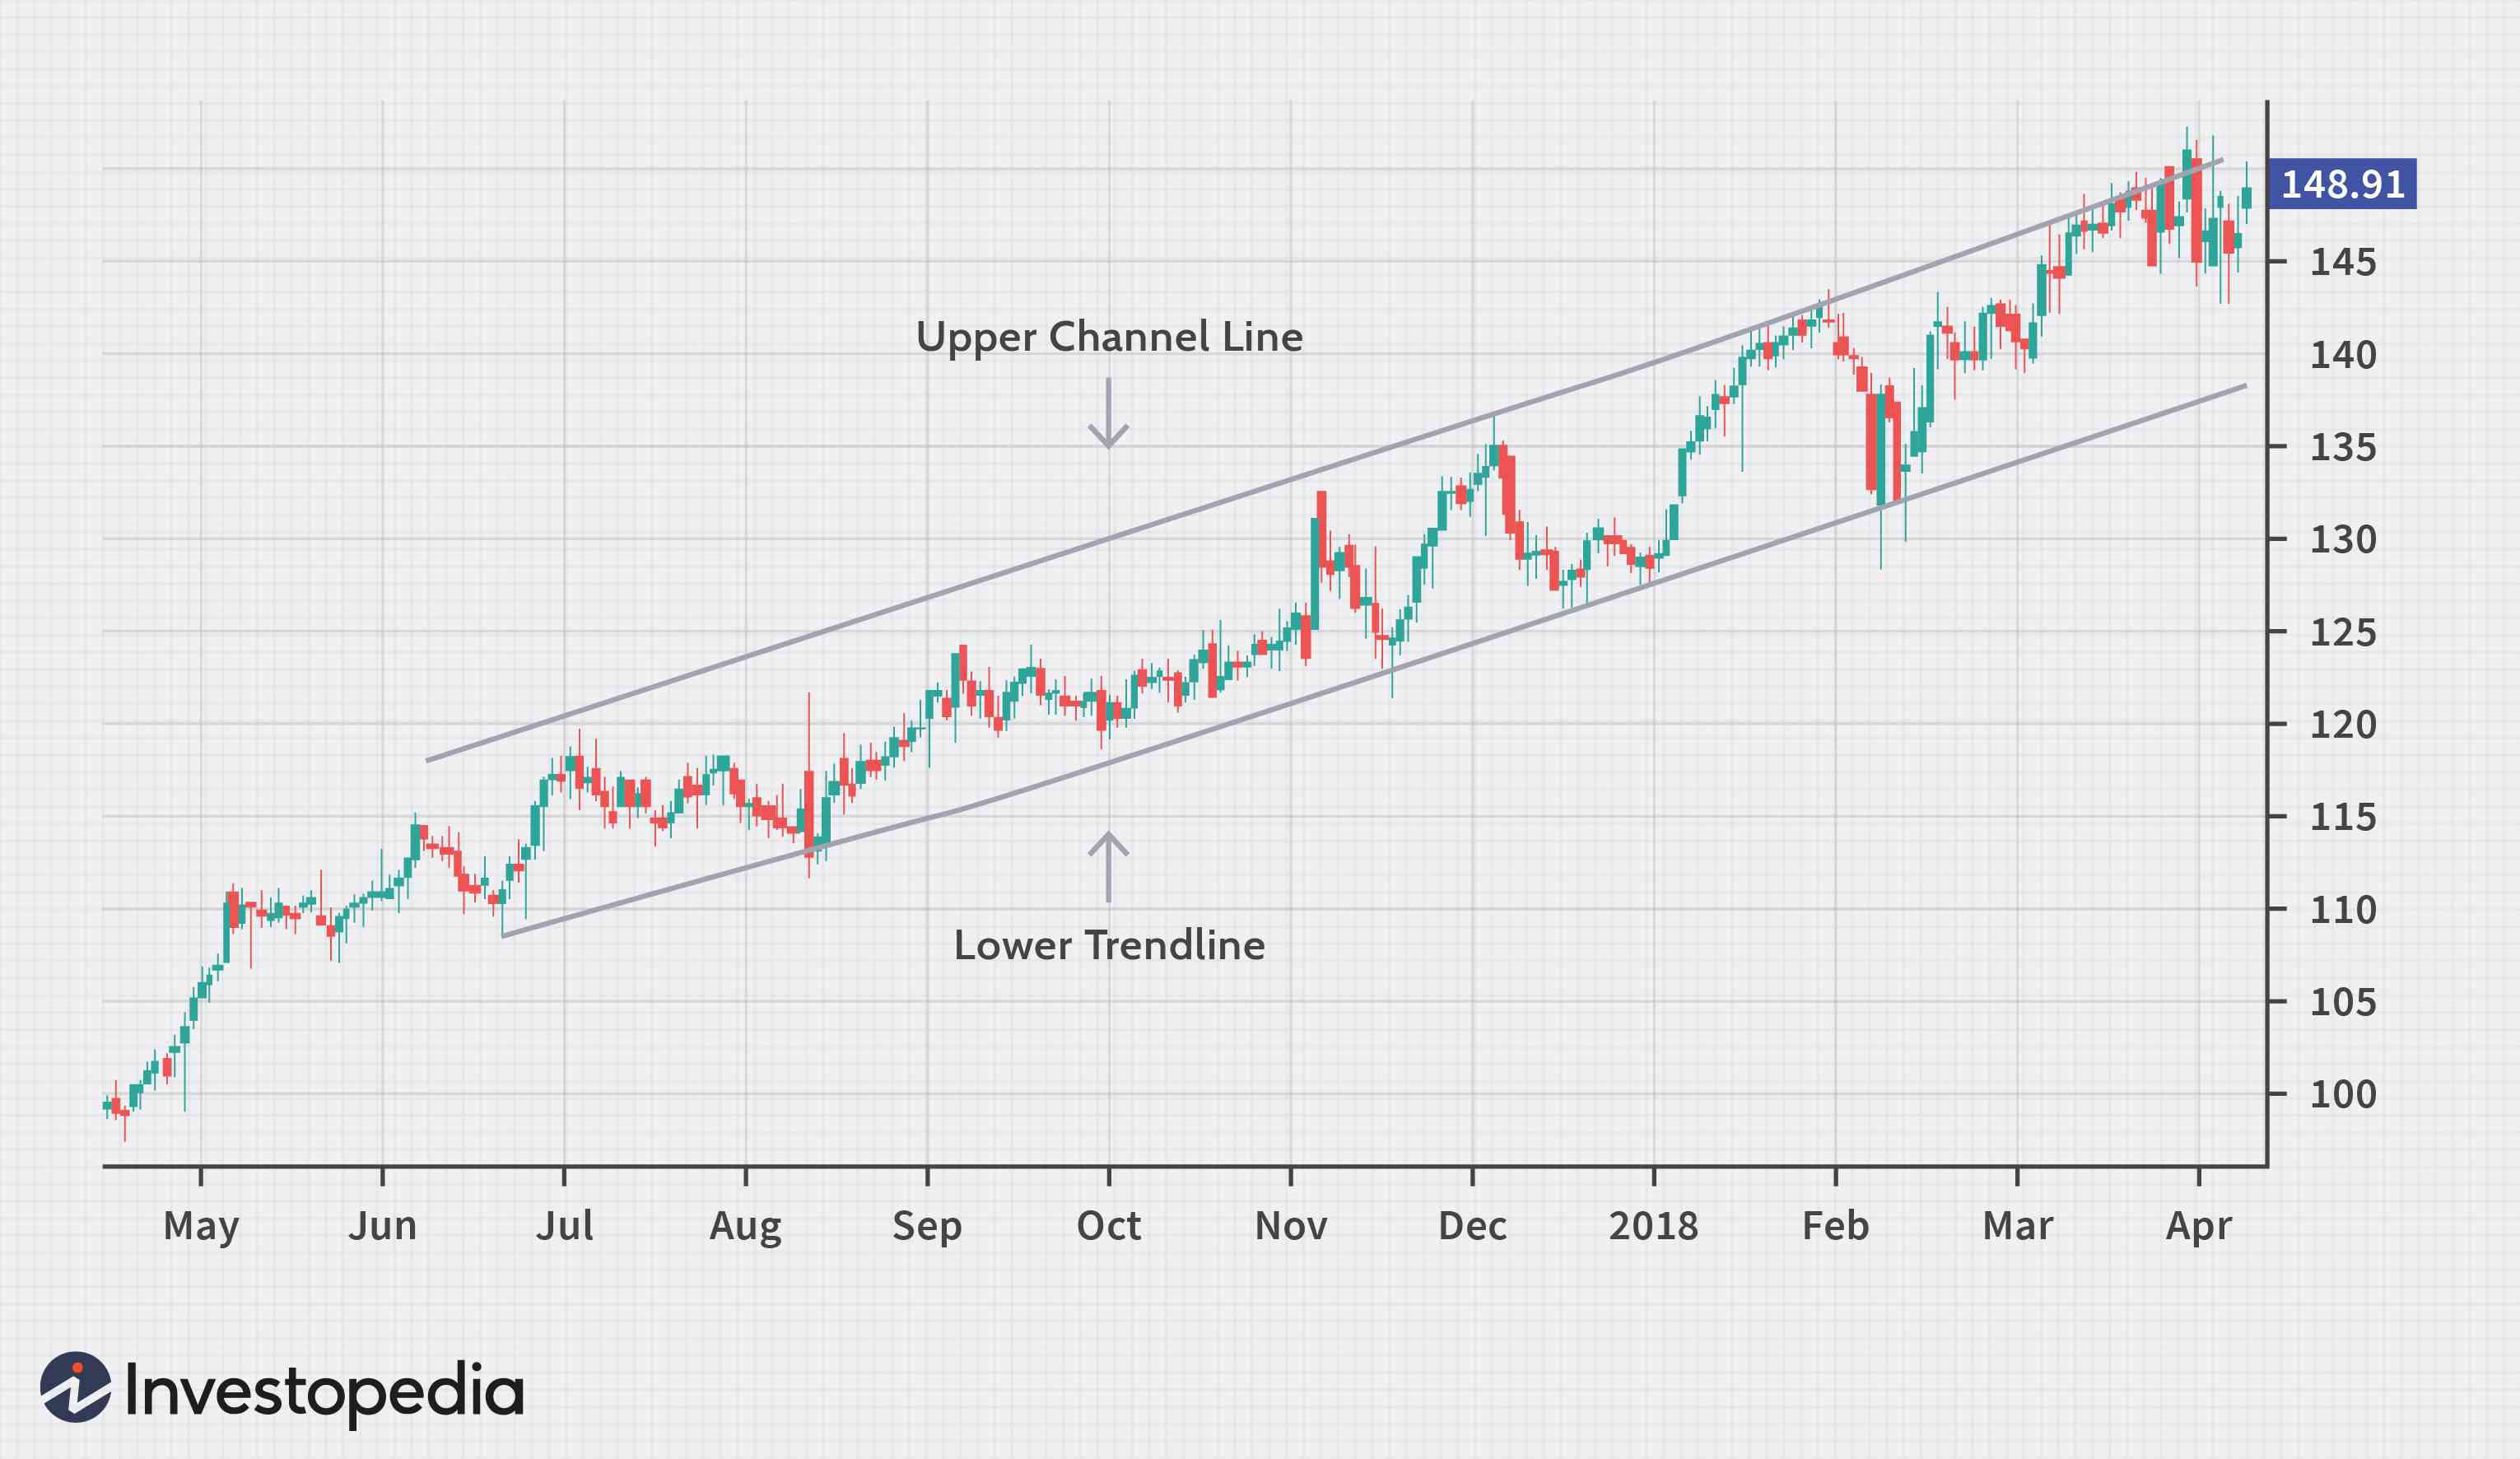 148.91
145
Upper Channel Line
140
135
130
125
120
115
110
Lower Trendline
105
100
May Jun Jul Aug Sep Oct Nov Dec 2018 Feb Mar Apr
Investopedia